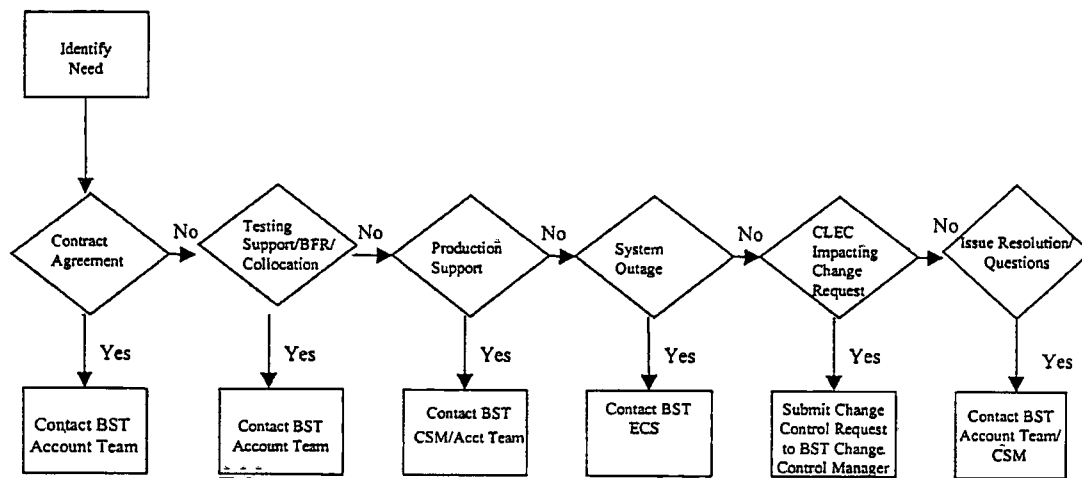 Identify
Need
Contract
Agreement
No
Testing
Support/BFR/
Collocation
No
Production
Support
No
System
Outage
No
CLEC
Impacting
Change
Request
No
Issue Resolution/
Questions
Yes
Yes
Yes
Yes
Yes
Yes
Contact BST
Account Team
Contact BST
Account Team
Contact BST
CSM/Acct Team
Contact BST
ECS
Submit Change
Control Request
to BST Change
Control Manager
Contact BST
Account Team/
CSM